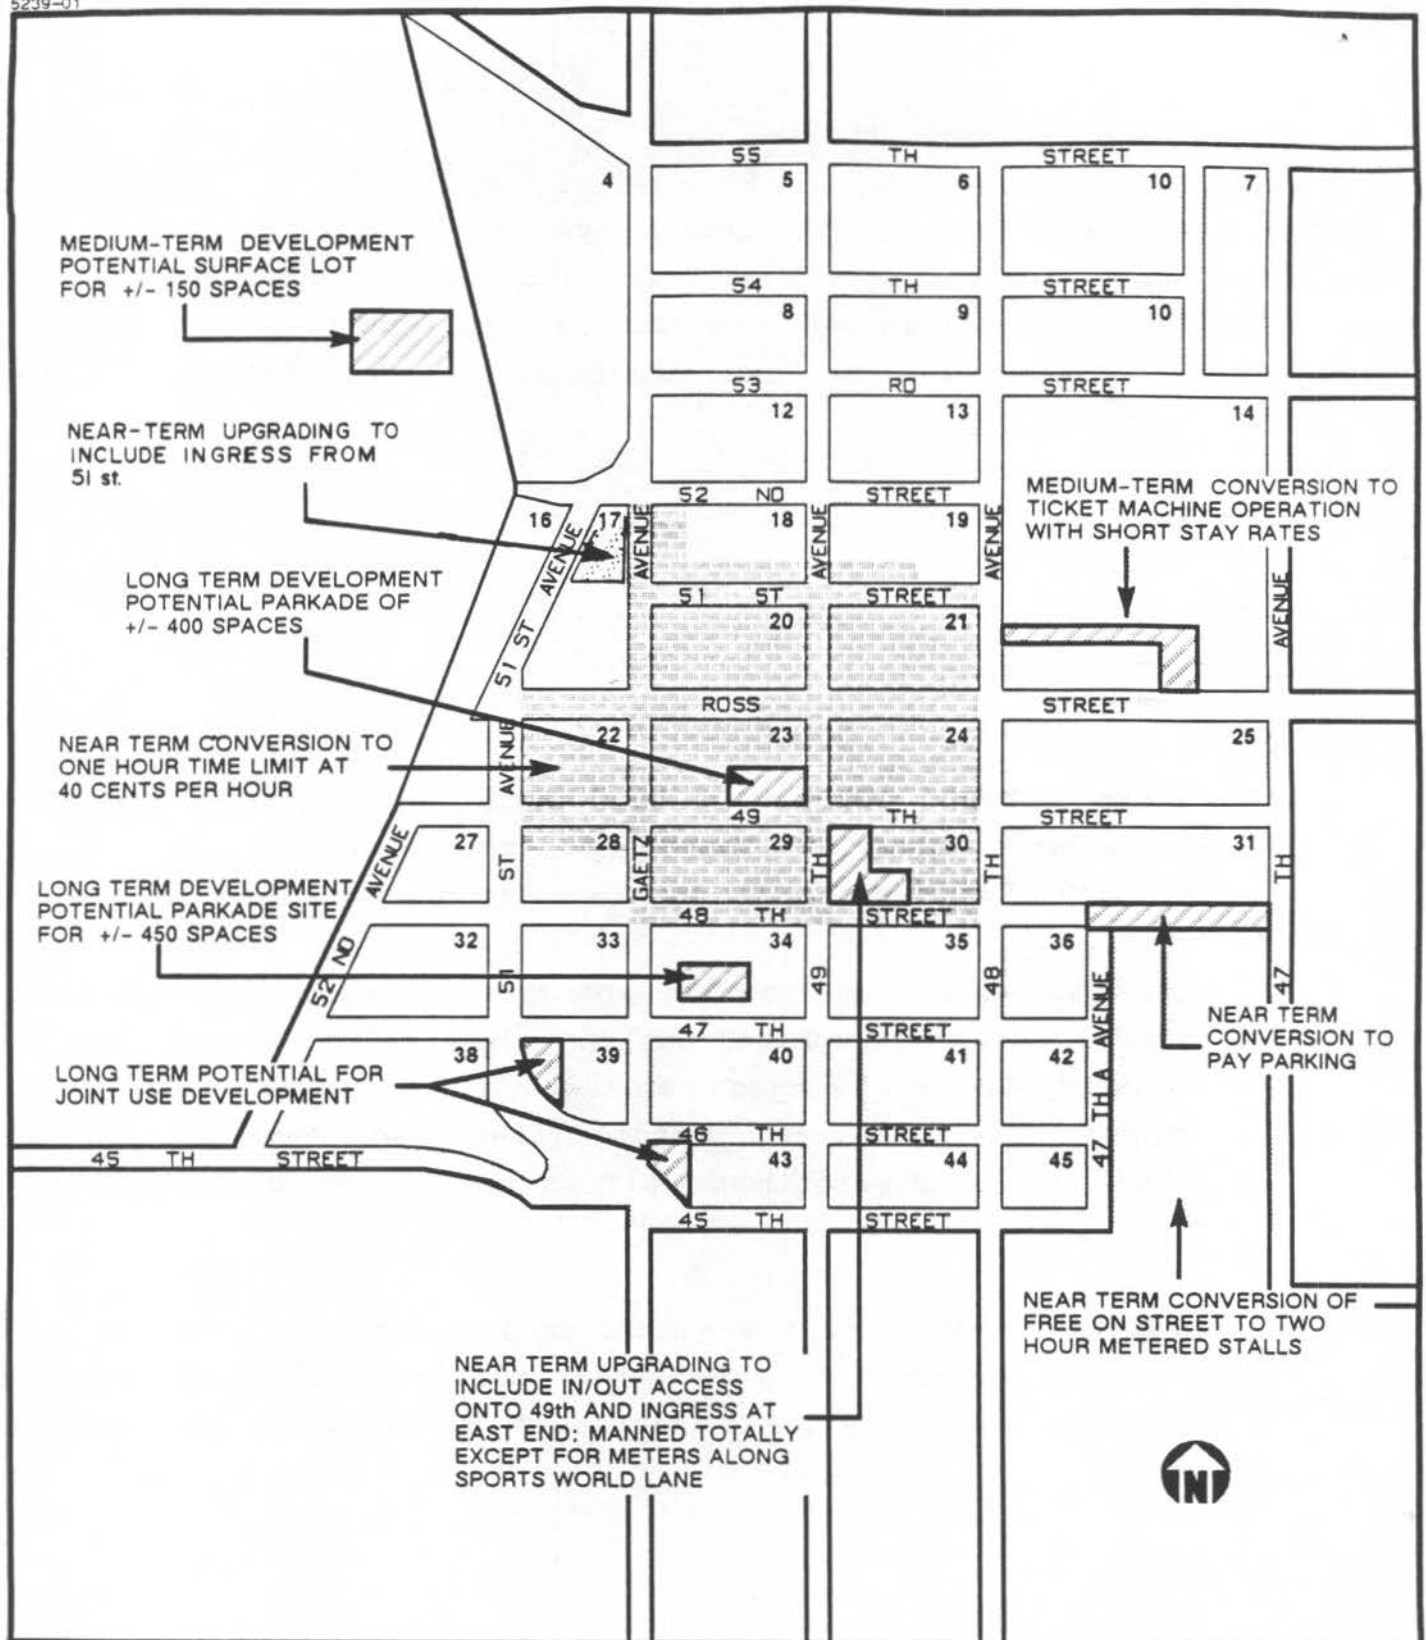 5239-01
55 TH STREET
4 5 6 10 7
MEDIUM-TERM DEVELOPMENT
POTENTIAL SURFACE LOT
FOR +/- 150 SPACES
54 TH STREET
8 9 10
53 RD STREET
12 13 14
NEAR-TERM UPGRADING TO
INCLUDE INGRESS FROM
51 st.
52 ND STREET
16 17 18 19
AVENUE
AVENUE
AVENUE
AVENUE
MEDIUM-TERM CONVERSION TO
TICKET MACHINE OPERATION
WITH SHORT STAY RATES
LONG TERM DEVELOPMENT
POTENTIAL PARKADE OF
+/- 400 SPACES
51 ST AVENUE
51 ST STREET
20 21
ROSS STREET
22 23 24 25
NEAR TERM CONVERSION TO
ONE HOUR TIME LIMIT AT
40 CENTS PER HOUR
AVENUE
49 TH STREET
27 28 29 30 31
AVENUE
ST
GAETZ
TH
TH
TH
LONG TERM DEVELOPMENT
POTENTIAL PARKADE SITE
FOR +/- 450 SPACES
48 TH STREET
32 33 34 35 36
52 ND
51
49
48
47
47 TH A AVENUE
NEAR TERM
CONVERSION TO
PAY PARKING
47 TH STREET
38 39 40 41 42
LONG TERM POTENTIAL FOR
JOINT USE DEVELOPMENT
46 TH STREET
43 44 45
45 TH STREET
45 TH STREET
NEAR TERM CONVERSION OF
FREE ON STREET TO TWO
HOUR METERED STALLS
NEAR TERM UPGRADING TO
INCLUDE IN/OUT ACCESS
ONTO 49th AND INGRESS AT
EAST END: MANNED TOTALLY
EXCEPT FOR METERS ALONG
SPORTS WORLD LANE
N